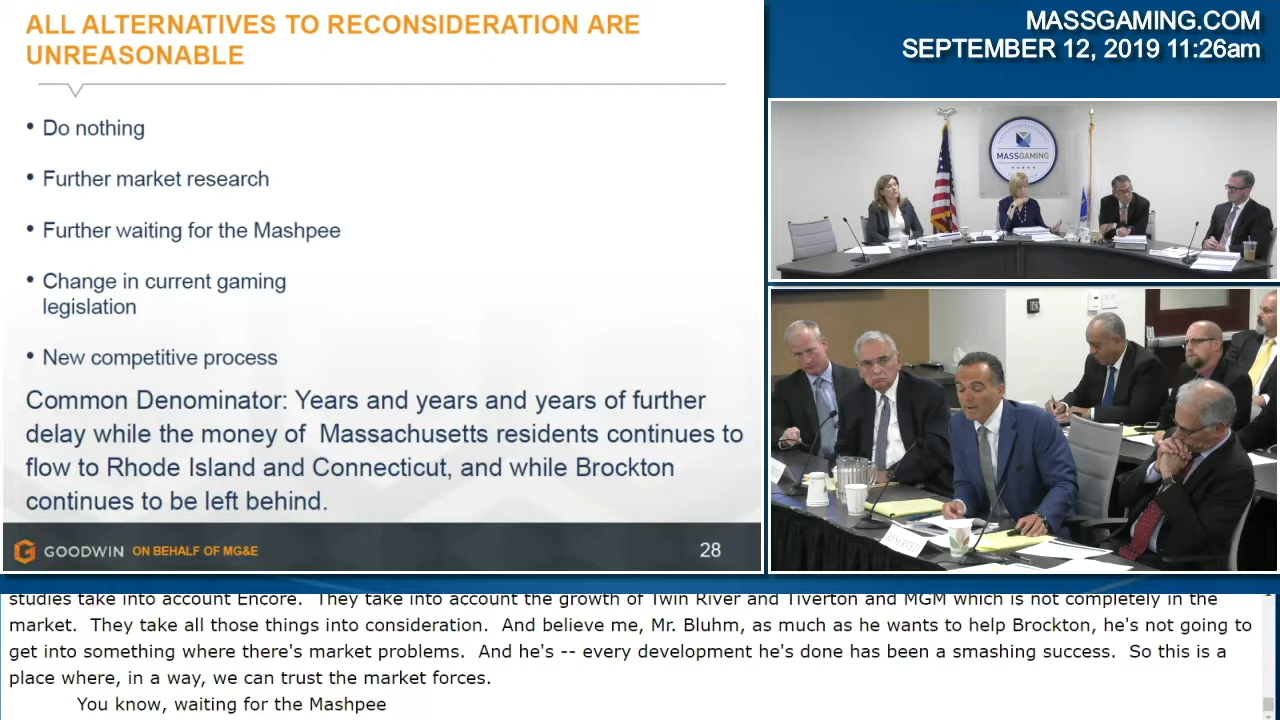 ALL ALTERNATIVES TO RECONSIDERATION ARE
UNREASONABLE
• Do nothing
• Further market research
• Further waiting for the Mashpee
• Change in current gaming
legislation
• New competitive process
Common Denominator: Years and years and years of further
delay while the money of Massachusetts residents continues to
flow to Rhode Island and Connecticut, and while Brockton
continues to be left behind.
GOODWIN ON BEHALF OF MG&E
28
MASSGAMING.COM
SEPTEMBER 12, 2019 11:26am
MASSGAMING
RESERVED
studies take into account Encore. They take into account the growth of Twin River and Tiverton and MGM which is not completely in the
market. They take all those things into consideration. And believe me, Mr. Bluhm, as much as he wants to help Brockton, he's not going to
get into something where there's market problems. And he's -- every development he's done has been a smashing success. So this is a
place where, in a way, we can trust the market forces.
You know, waiting for the Mashpee